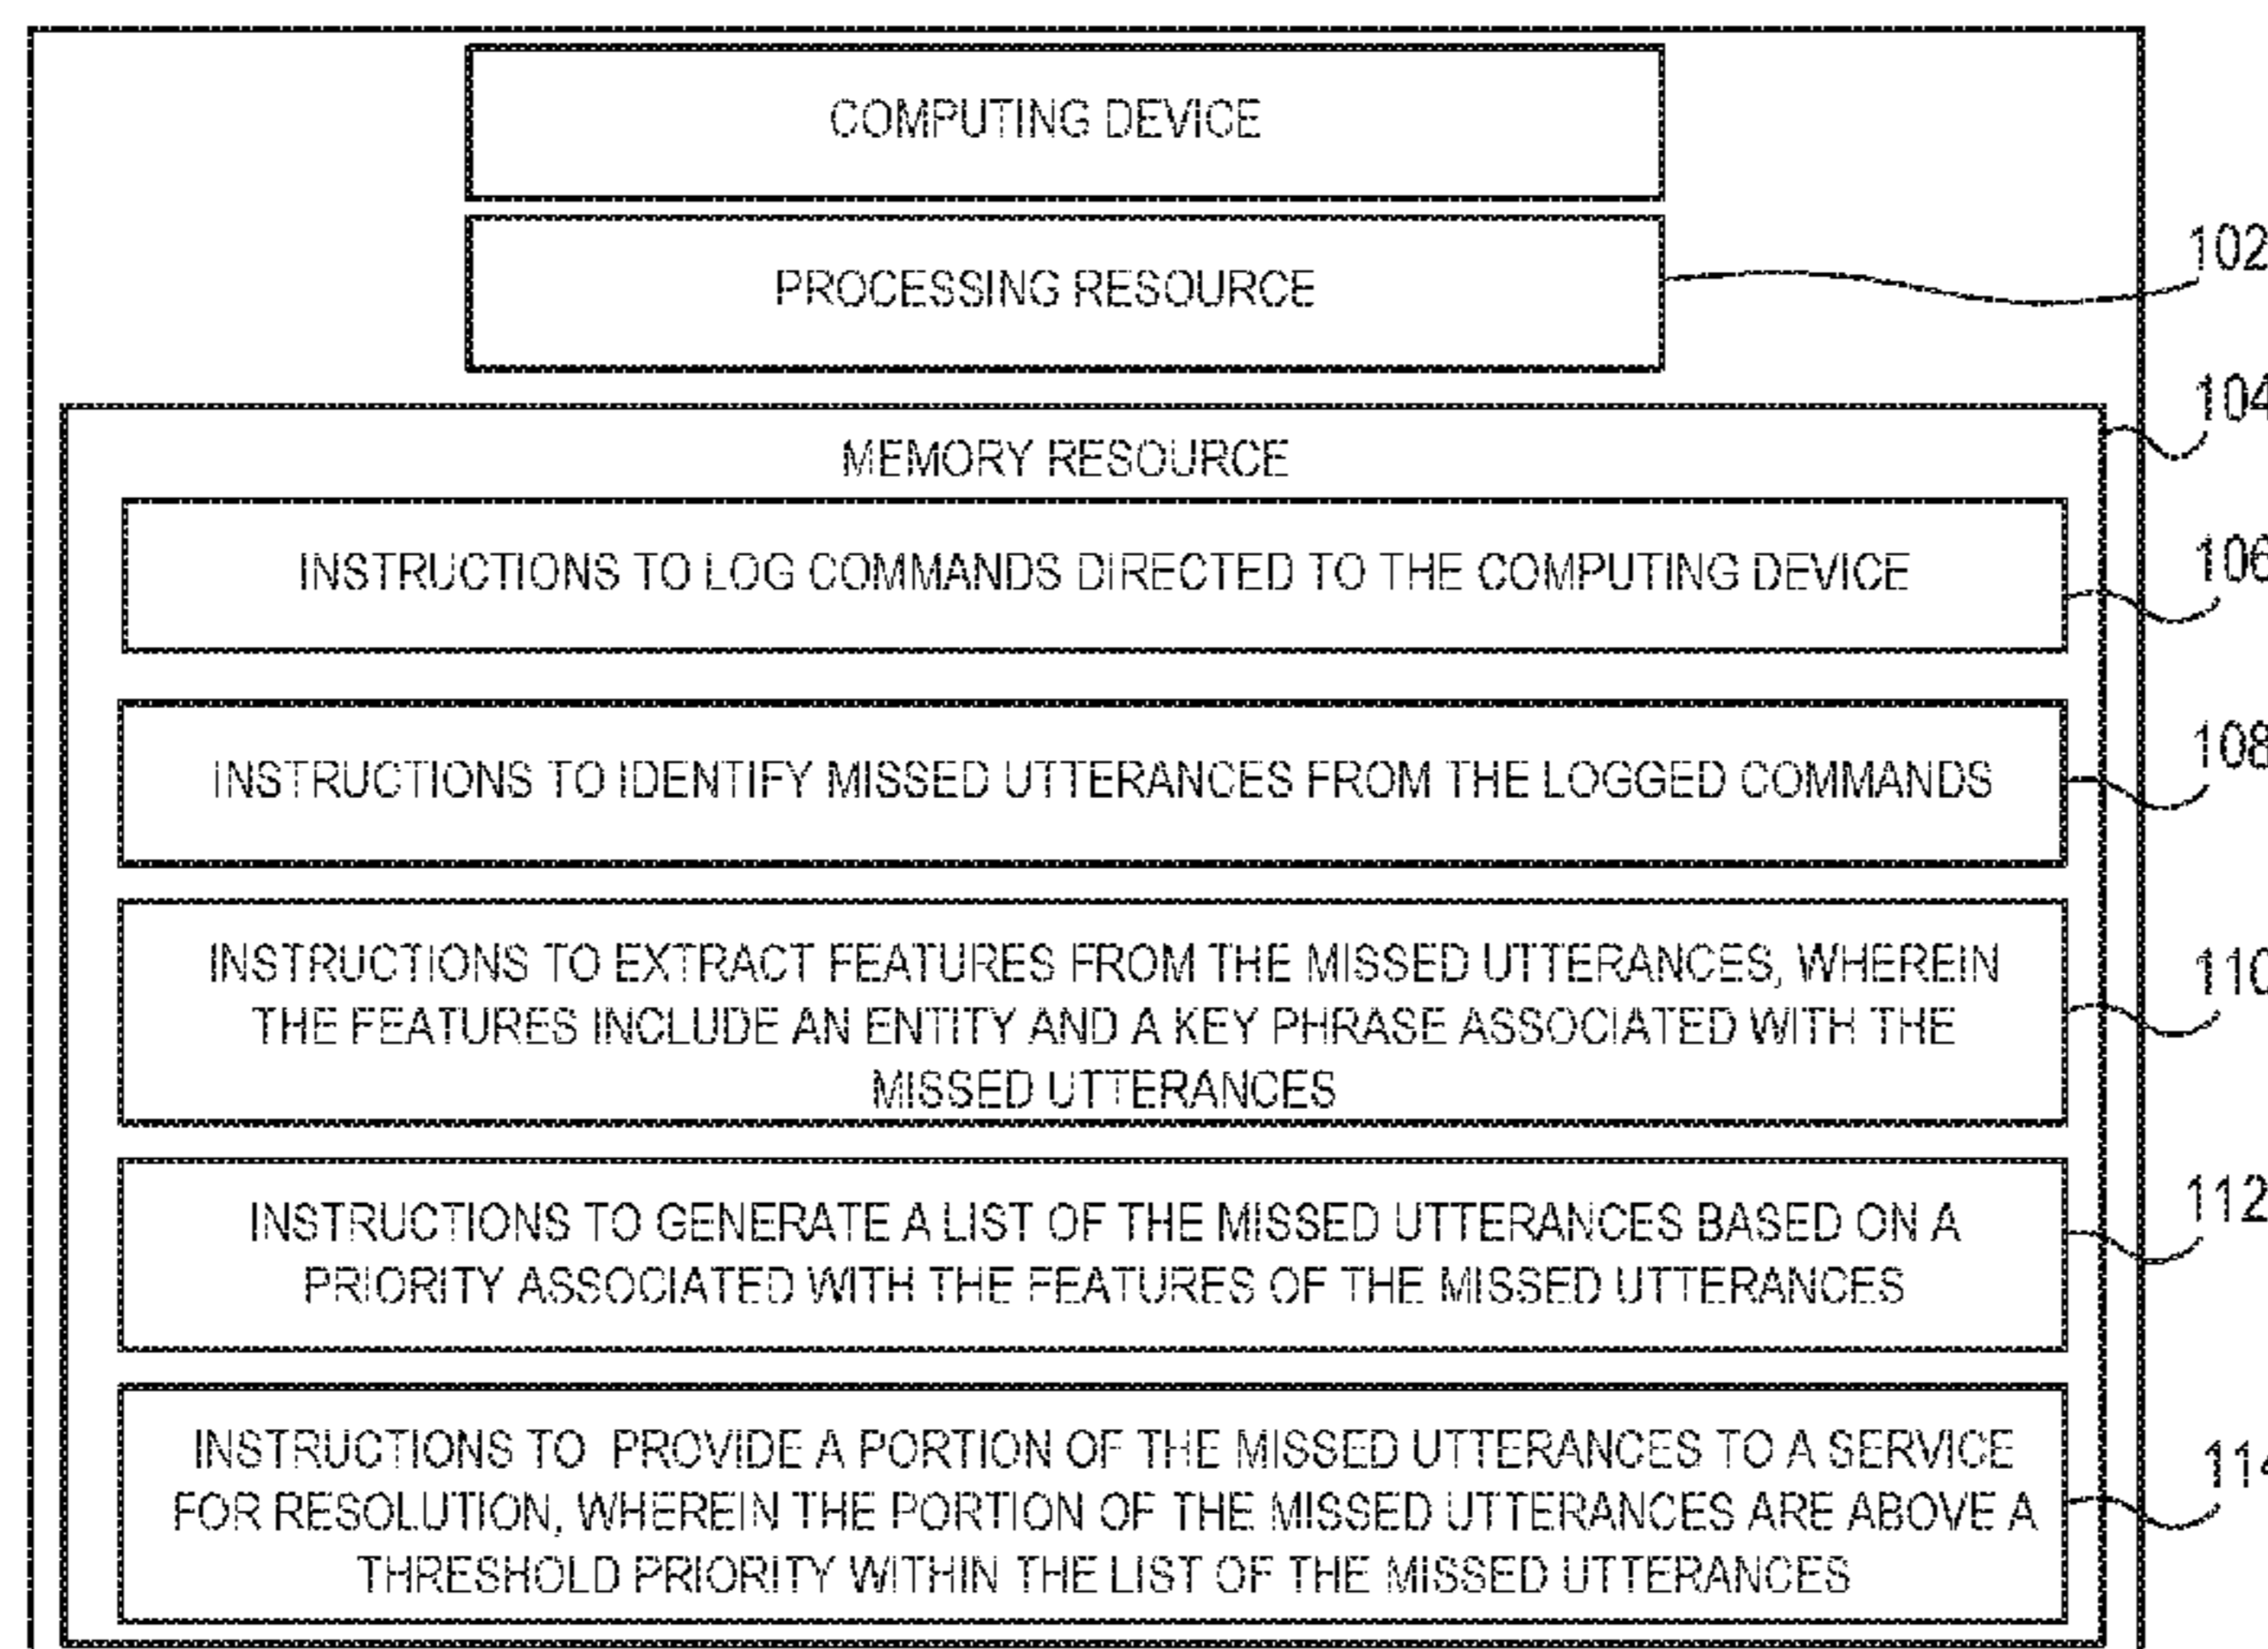 COMPUTING DEVICE
PROCESSING RESOURCE
102
104
MEMORY RESOURCE
INSTRUCTIONS TO LOG COMMANDS DIRECTED TO THE COMPUTING DEVICE
106
INSTRUCTIONS TO IDENTIFY MISSED UTTERANCES FROM THE LOGGED COMMANDS
108
INSTRUCTIONS TO EXTRACT FEATURES FROM THE MISSED UTTERANCES, WHEREIN
THE FEATURES INCLUDE AN ENTITY AND A KEY PHRASE ASSOCIATED WITH THE
MISSED UTTERANCES
110
INSTRUCTIONS TO GENERATE A LIST OF THE MISSED UTTERANCES BASED ON A
PRIORITY ASSOCIATED WITH THE FEATURES OF THE MISSED UTTERANCES
112
INSTRUCTIONS TO PROVIDE A PORTION OF THE MISSED UTTERANCES TO A SERVICE
FOR RESOLUTION, WHEREIN THE PORTION OF THE MISSED UTTERANCES ARE ABOVE A
THRESHOLD PRIORITY WITHIN THE LIST OF THE MISSED UTTERANCES
114